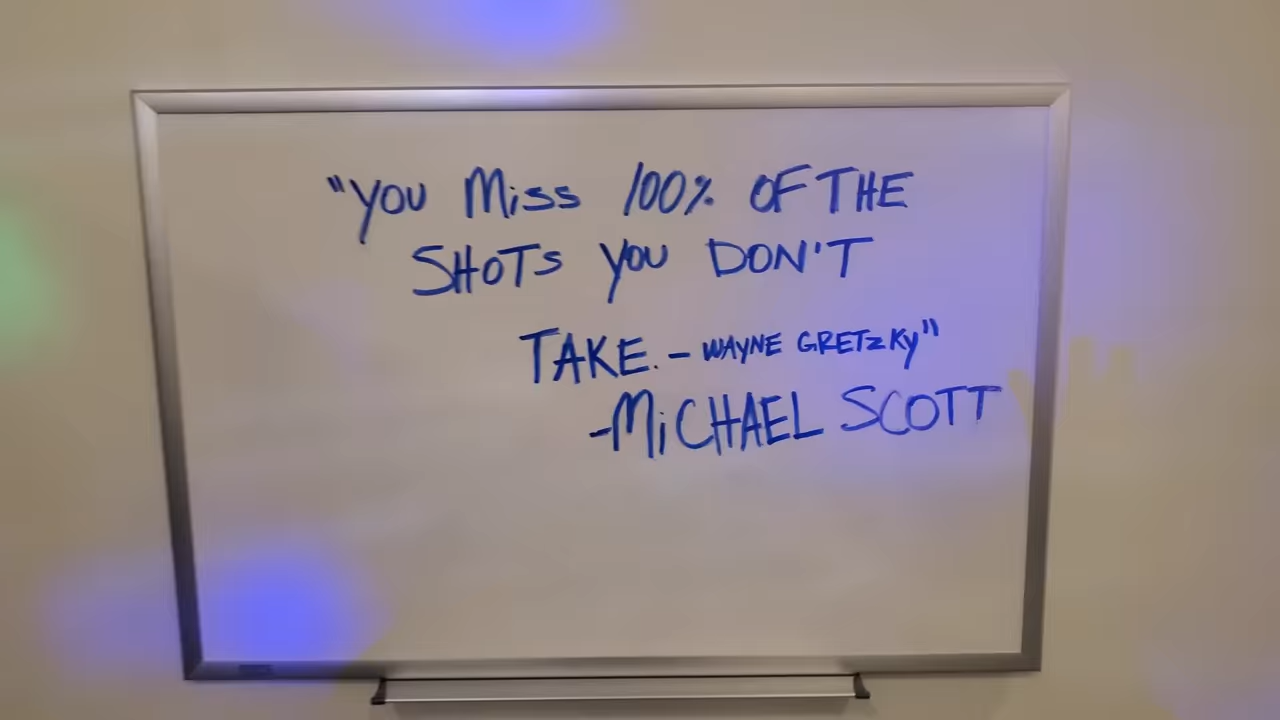 "YOU MiSS 100% OF THE
SHOTS YOU DON'T
TAKE. - WAYNE GRETZKY"
-MiCHAEL SCOTT